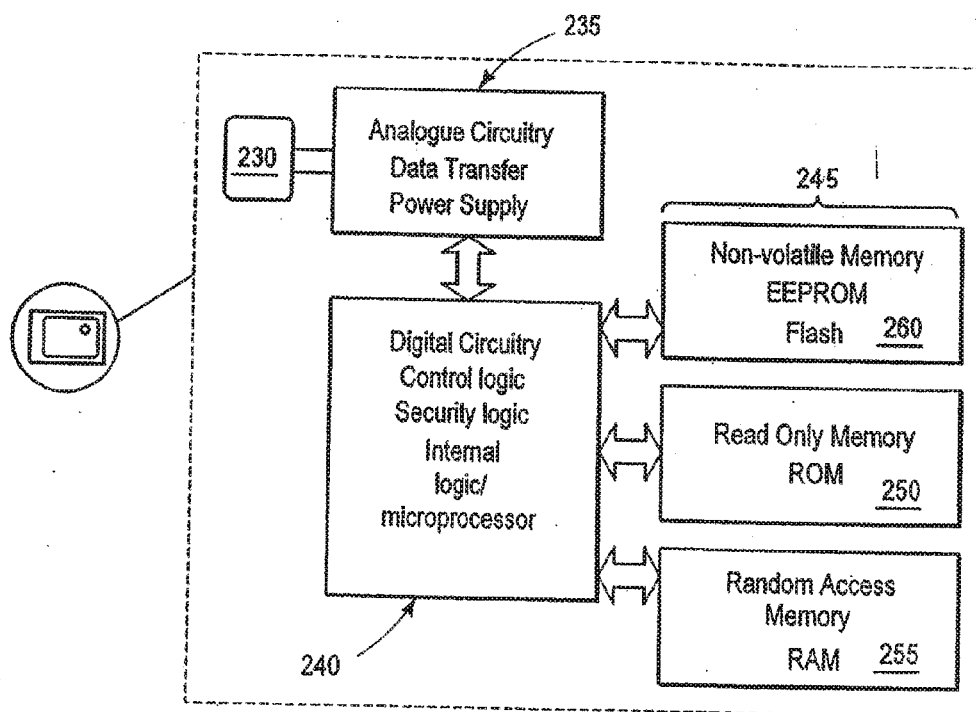 235
230
Analogue Circuitry
Data Transfer
Power Supply
245
Non-volatile Memory
EEPROM
Flash 260
Digital Circuitry
Control logic
Security logic
Internal
logic/
microprocessor
Read Only Memory
ROM 250
Random Access
Memory
RAM 255
240